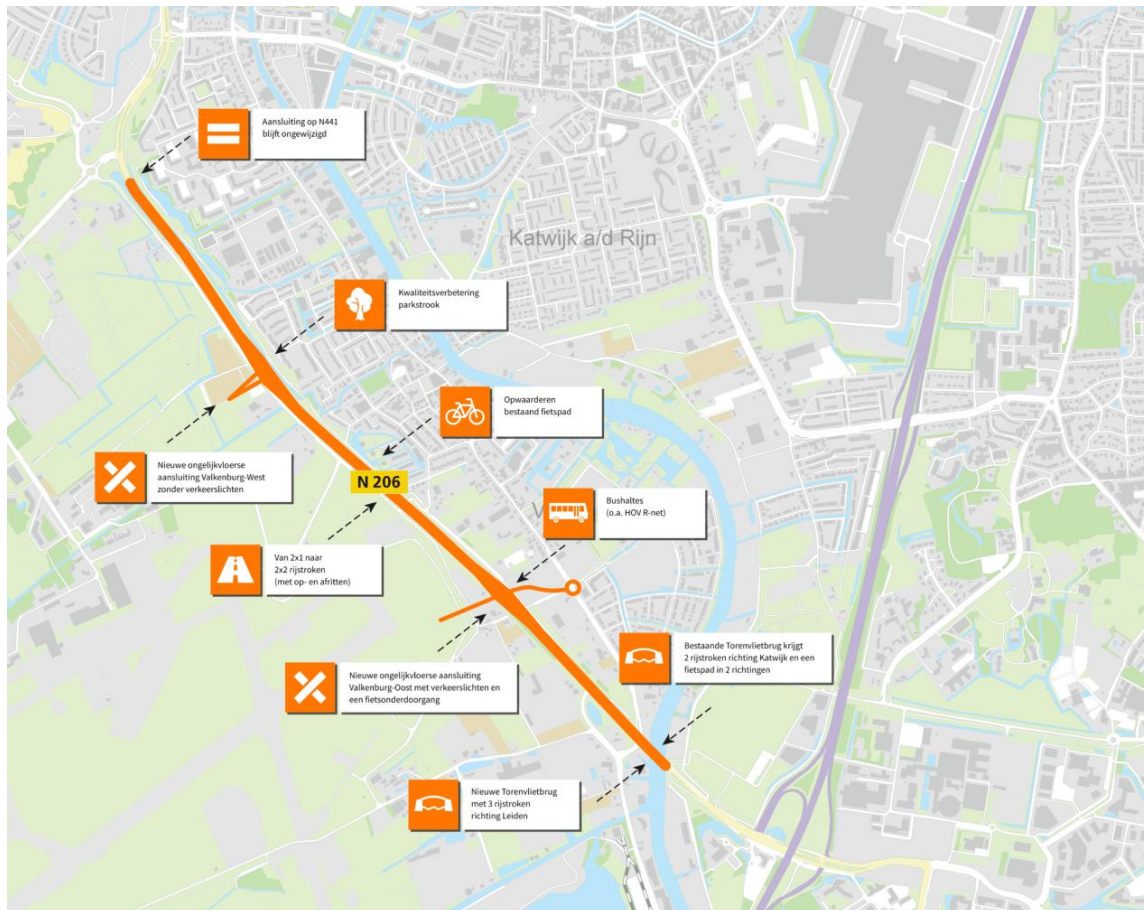 Aansluiting op N441
blijft ongewijzigd
Katwijk a/d Rijn
Kwaliteitsverbetering
parkstrook
Opwaarderen
bestaand fietspad
Nieuwe ongelijkvloerse
aansluiting Valkenburg-West
zonder verkeerslichten
N 206
Bushaltes
(o.a. HOV R-net)
Van 2x1 naar
2x2 rijstroken
(met op- en afritten)
Bestaande Torenvlietbrug krijgt
2 rijstroken richting Katwijk en een
fietspad in 2 richtingen
Nieuwe ongelijkvloerse aansluiting
Valkenburg-Oost met verkeerslichten en
een fietsonderdoorgang
Nieuwe Torenvlietbrug
met 3 rijstroken
richting Leiden